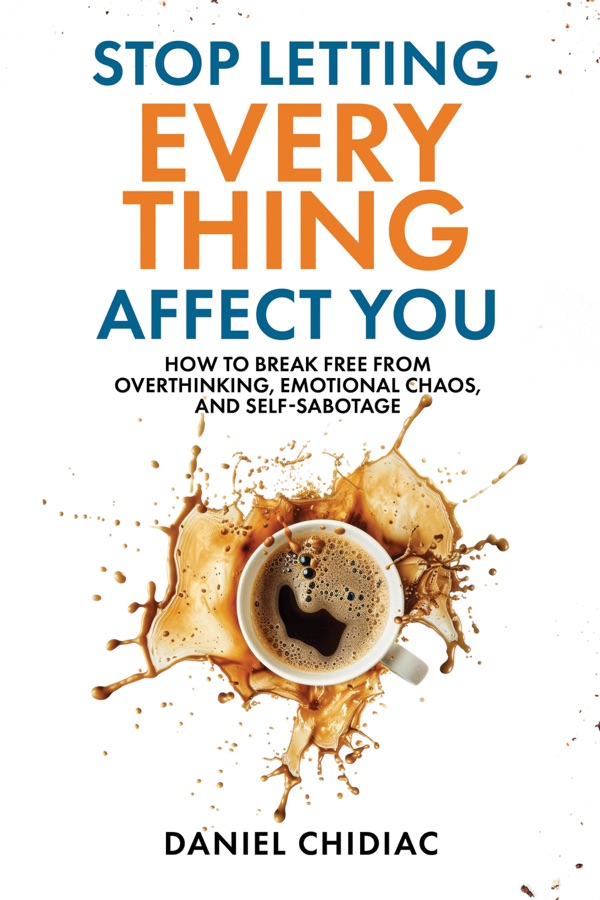 STOP LETTING
EVERY
THING
AFFECT YOU
HOW TO BREAK FREE FROM
OVERTHINKING, EMOTIONAL CHAOS,
AND SELF-SABOTAGE
DANIEL CHIDIAC